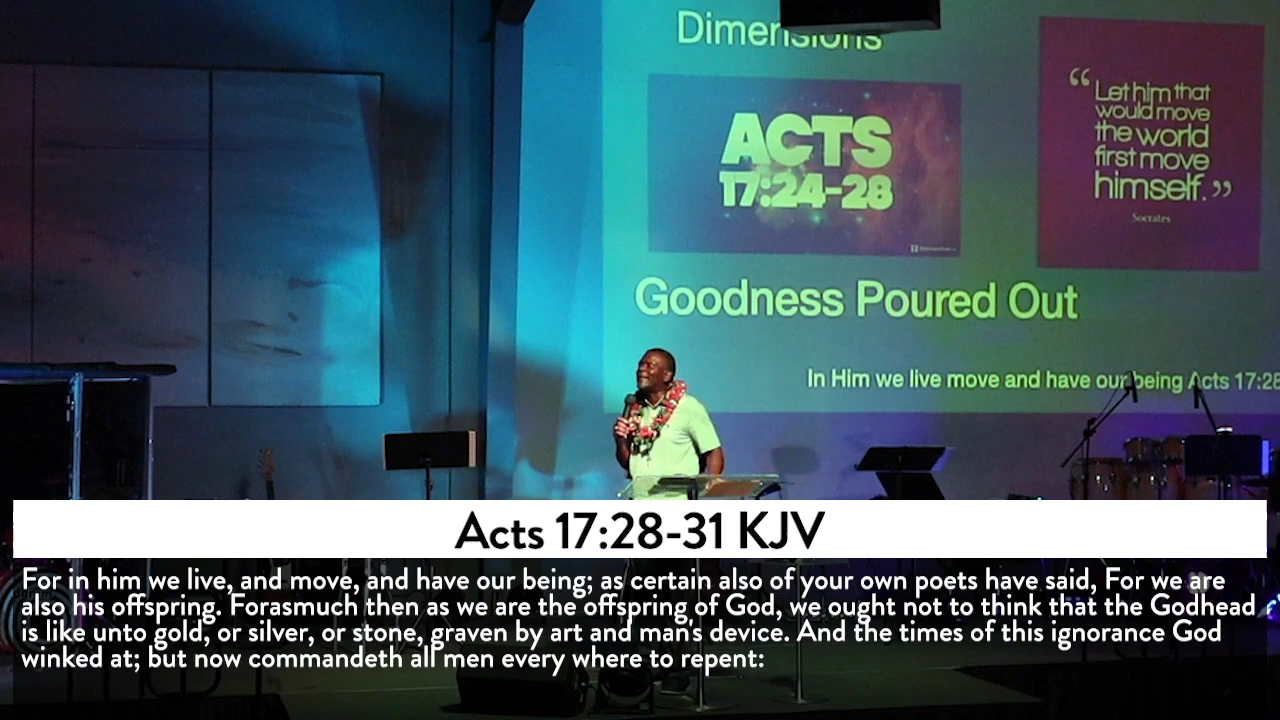 Dimensions
ACTS
17:24-28
“Let him that
would move
the world
first move
himself.”
Socrates
Goodness Poured Out
In Him we live move and have our being Acts 17:28
Acts 17:28-31 KJV
For in him we live, and move, and have our being; as certain also of your own poets have said, For we are
also his offspring. Forasmuch then as we are the offspring of God, we ought not to think that the Godhead
is like unto gold, or silver, or stone, graven by art and man's device. And the times of this ignorance God
winked at; but now commandeth all men every where to repent: